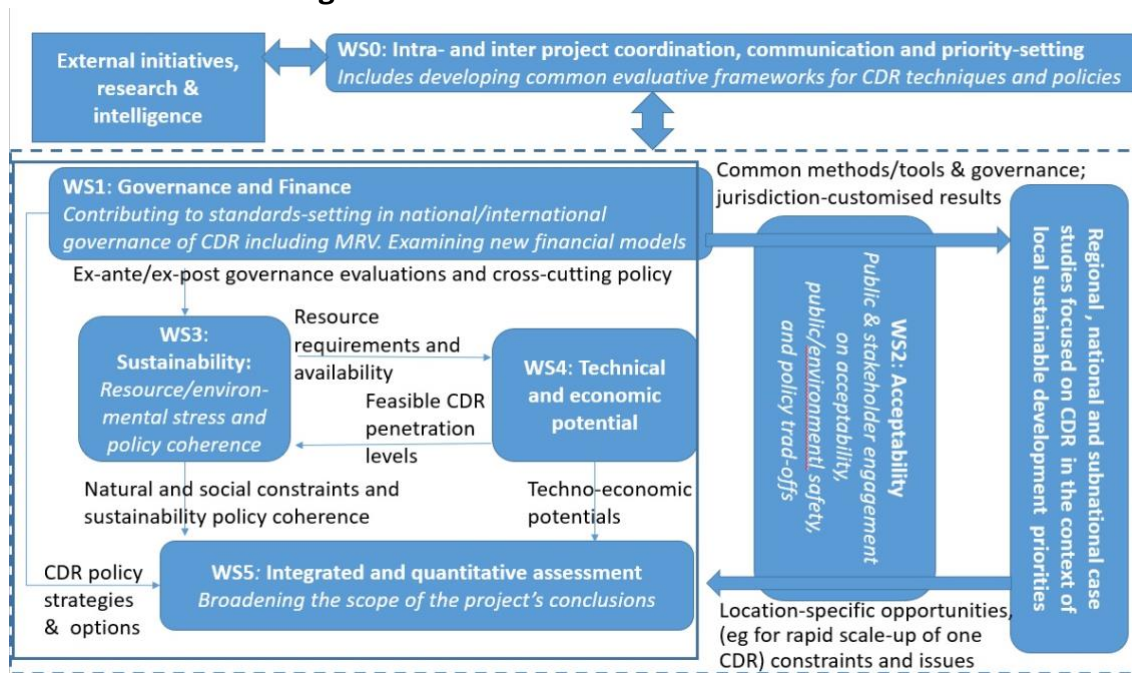 External initiatives,
research &
intelligence
WS0: Intra- and inter project coordination, communication and priority-setting
Includes developing common evaluative frameworks for CDR techniques and policies
WS1: Governance and Finance
Contributing to standards-setting in national/international
governance of CDR including MRV. Examining new financial models
Common methods/tools & governance;
jurisdiction-customised results
Ex-ante/ex-post governance evaluations and cross-cutting policy
WS3:
Sustainability:
Resource/environ-
mental stress and
policy coherence
Resource
requirements and
availability
Feasible CDR
penetration
levels
WS4: Technical
and economic
potential
WS2: Acceptability
Public & stakeholder engagement
on acceptability,
public/environmentl safety,
and policy trad-offs
Regional , national and subnational case
studies focused on CDR in the context of
local sustainable development priorities
Natural and social constraints and
sustainability policy coherence
Techno-economic
potentials
CDR policy
strategies
& options
WS5: Integrated and quantitative assessment
Broadening the scope of the project's conclusions
Location-specific opportunities,
(eg for rapid scale-up of one
CDR) constraints and issues